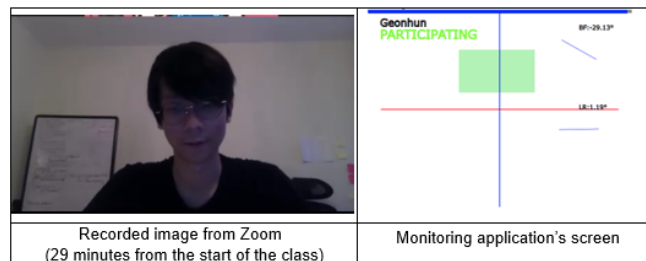 Geonhun
PARTICIPATING
BF:-29.13°
LR:1.19°
Recorded image from Zoom
(29 minutes from the start of the class)
Monitoring application's screen